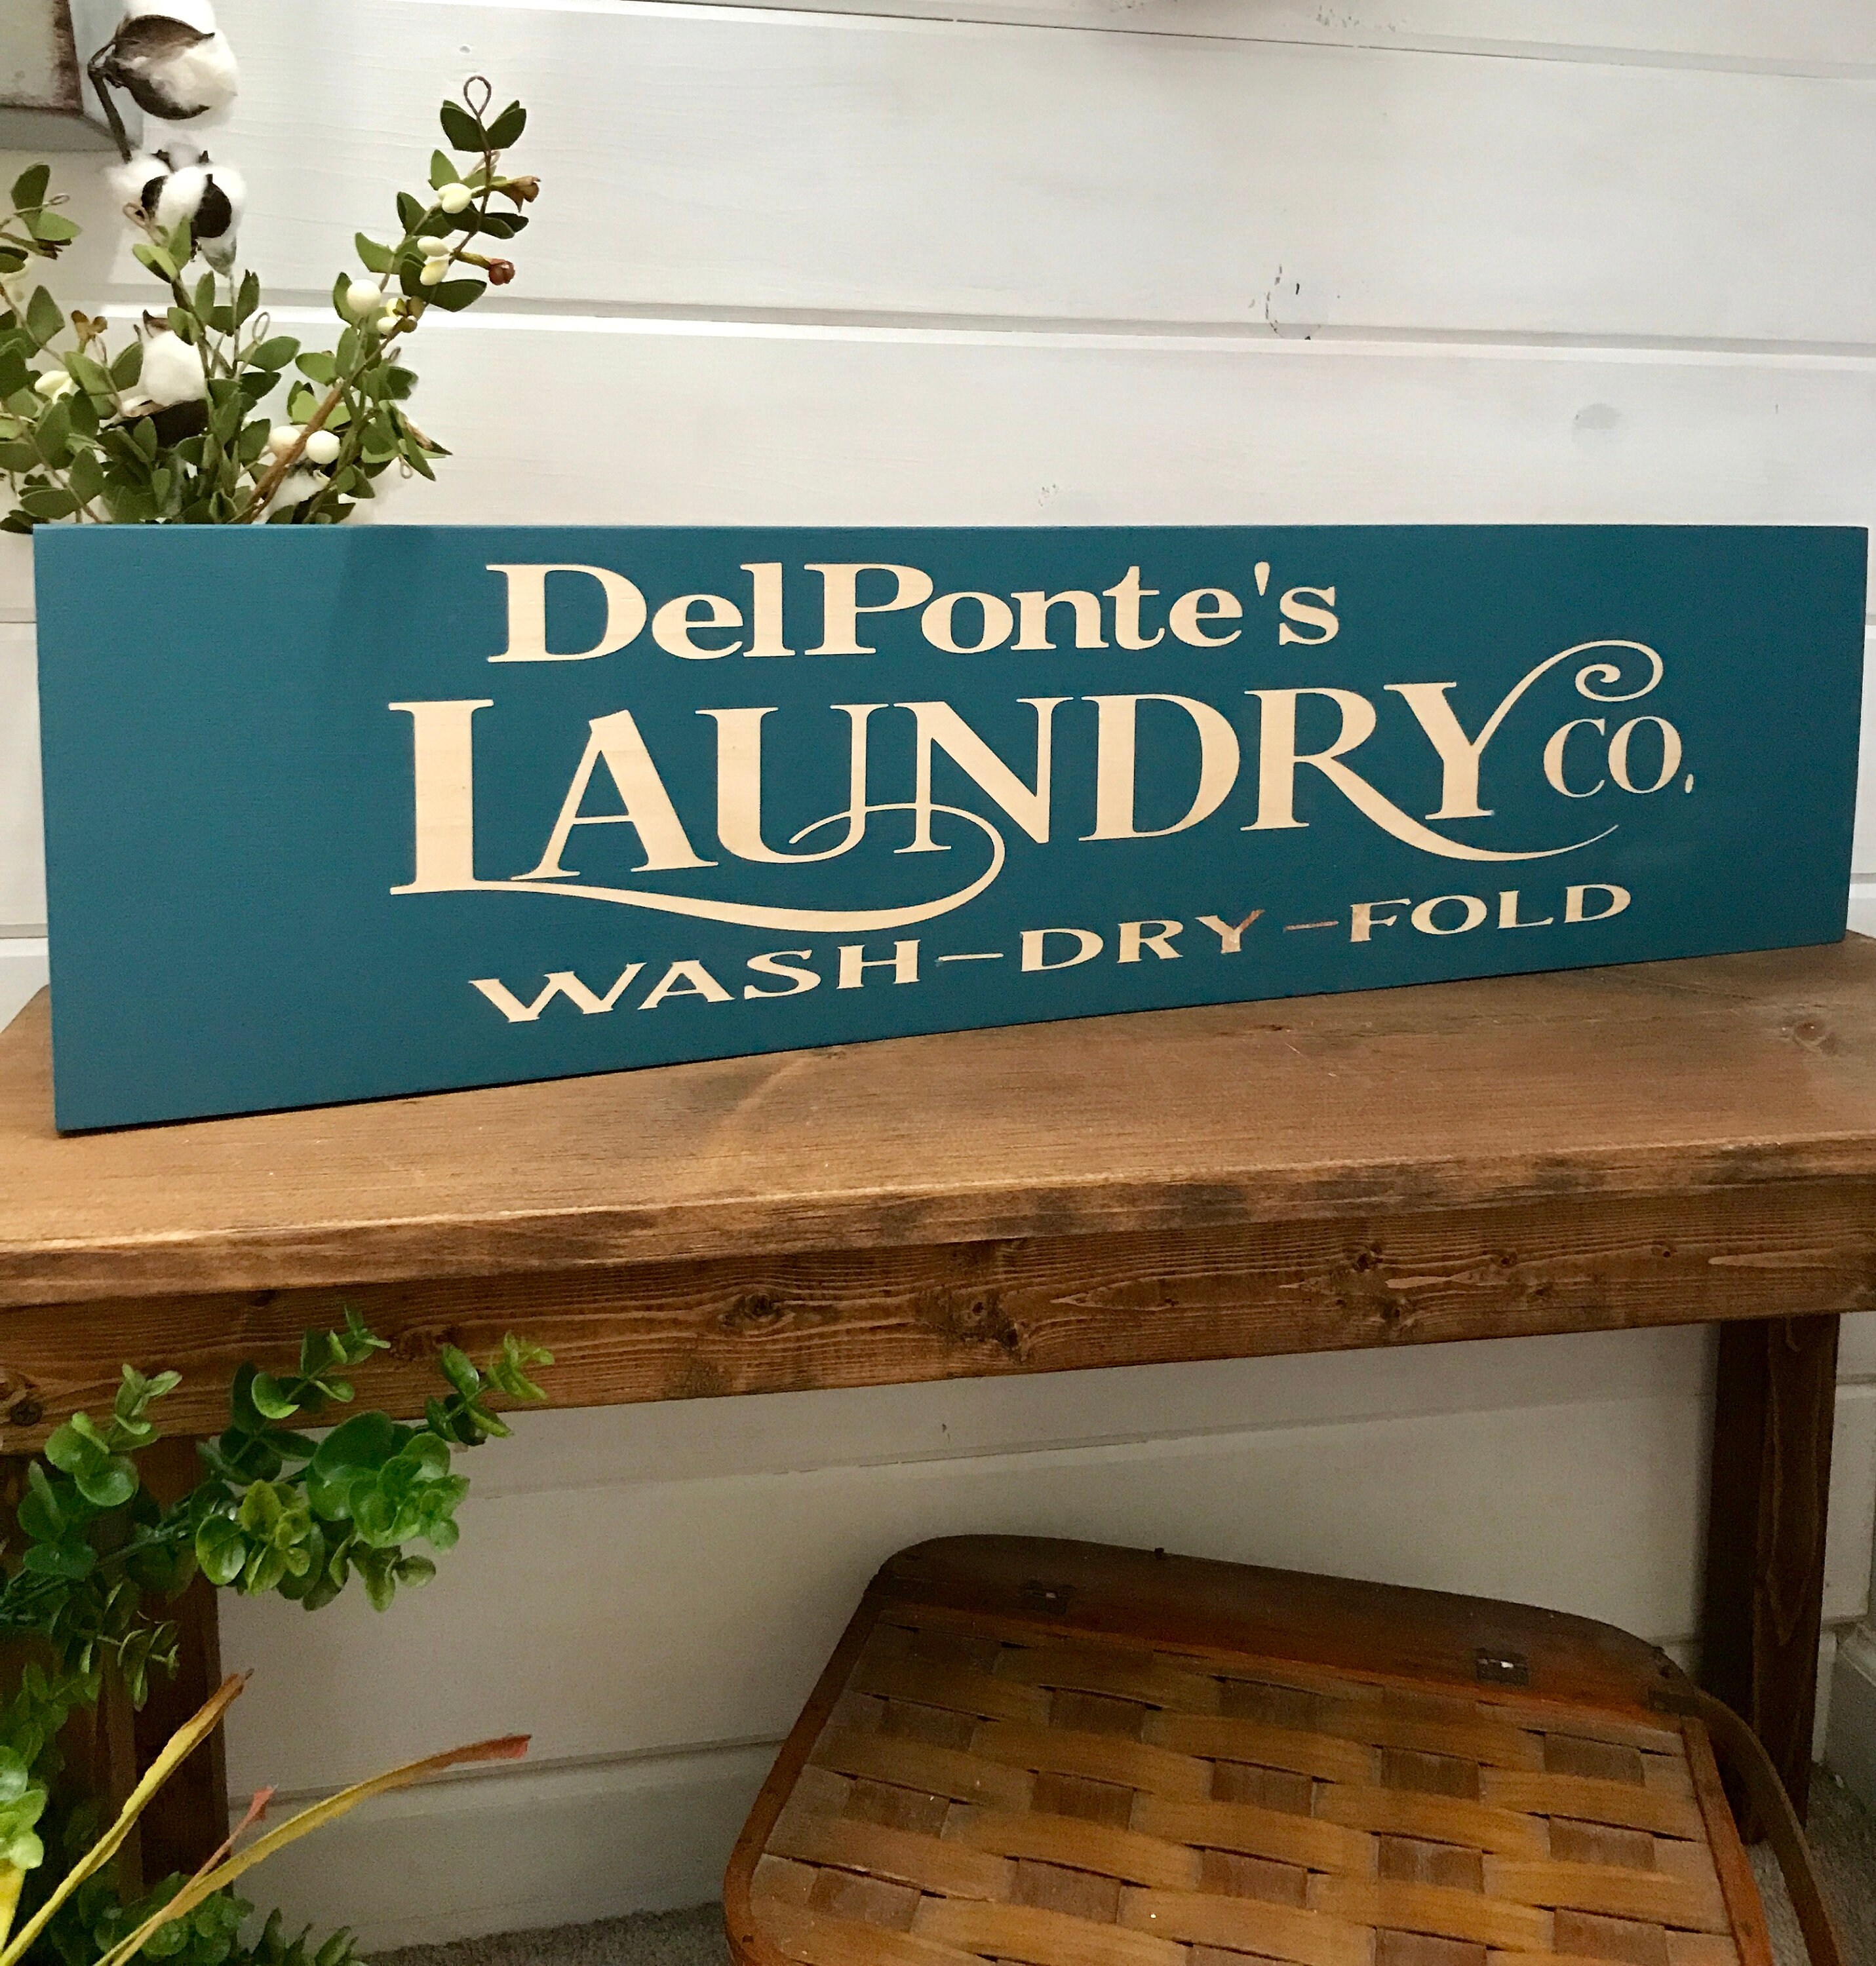 DelPonte's
LAUNDRY CO.
WASH-DRY-FOLD